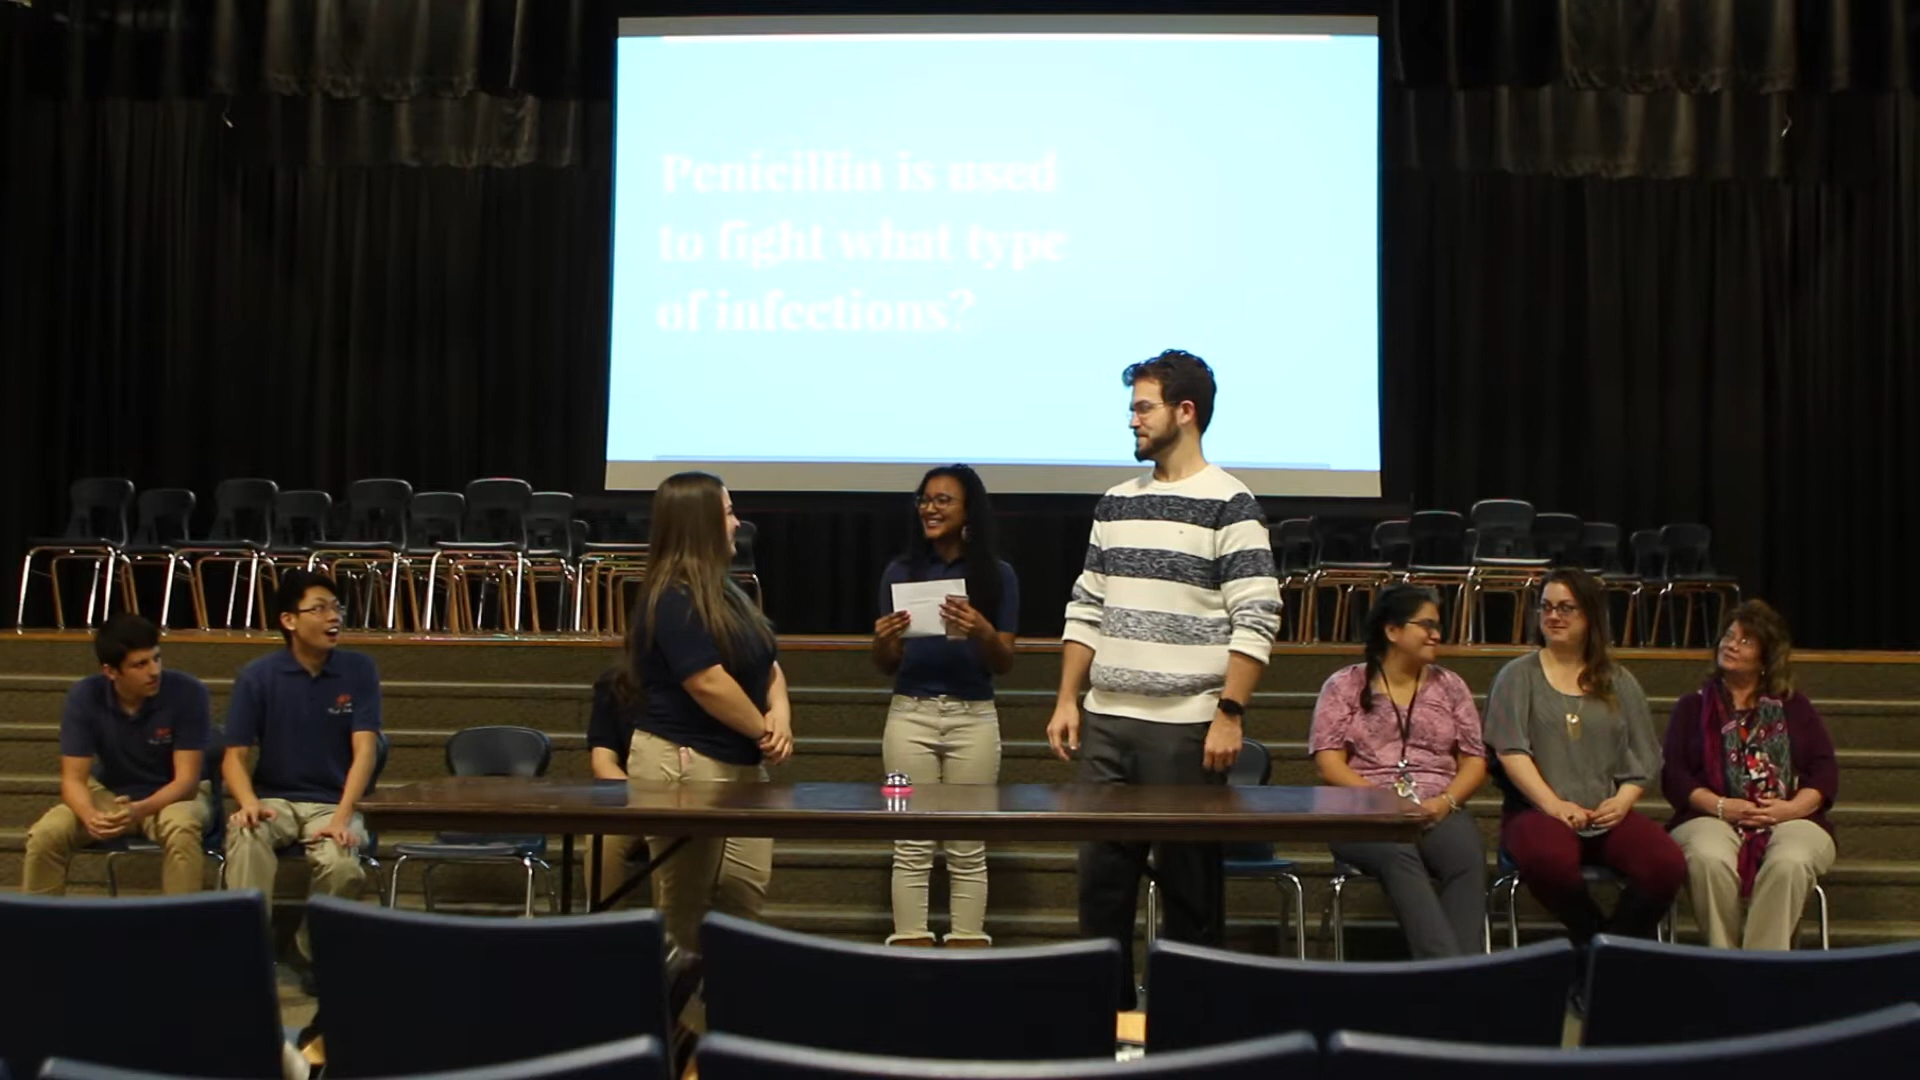 Penicillin is used
to fight what type
of infections?